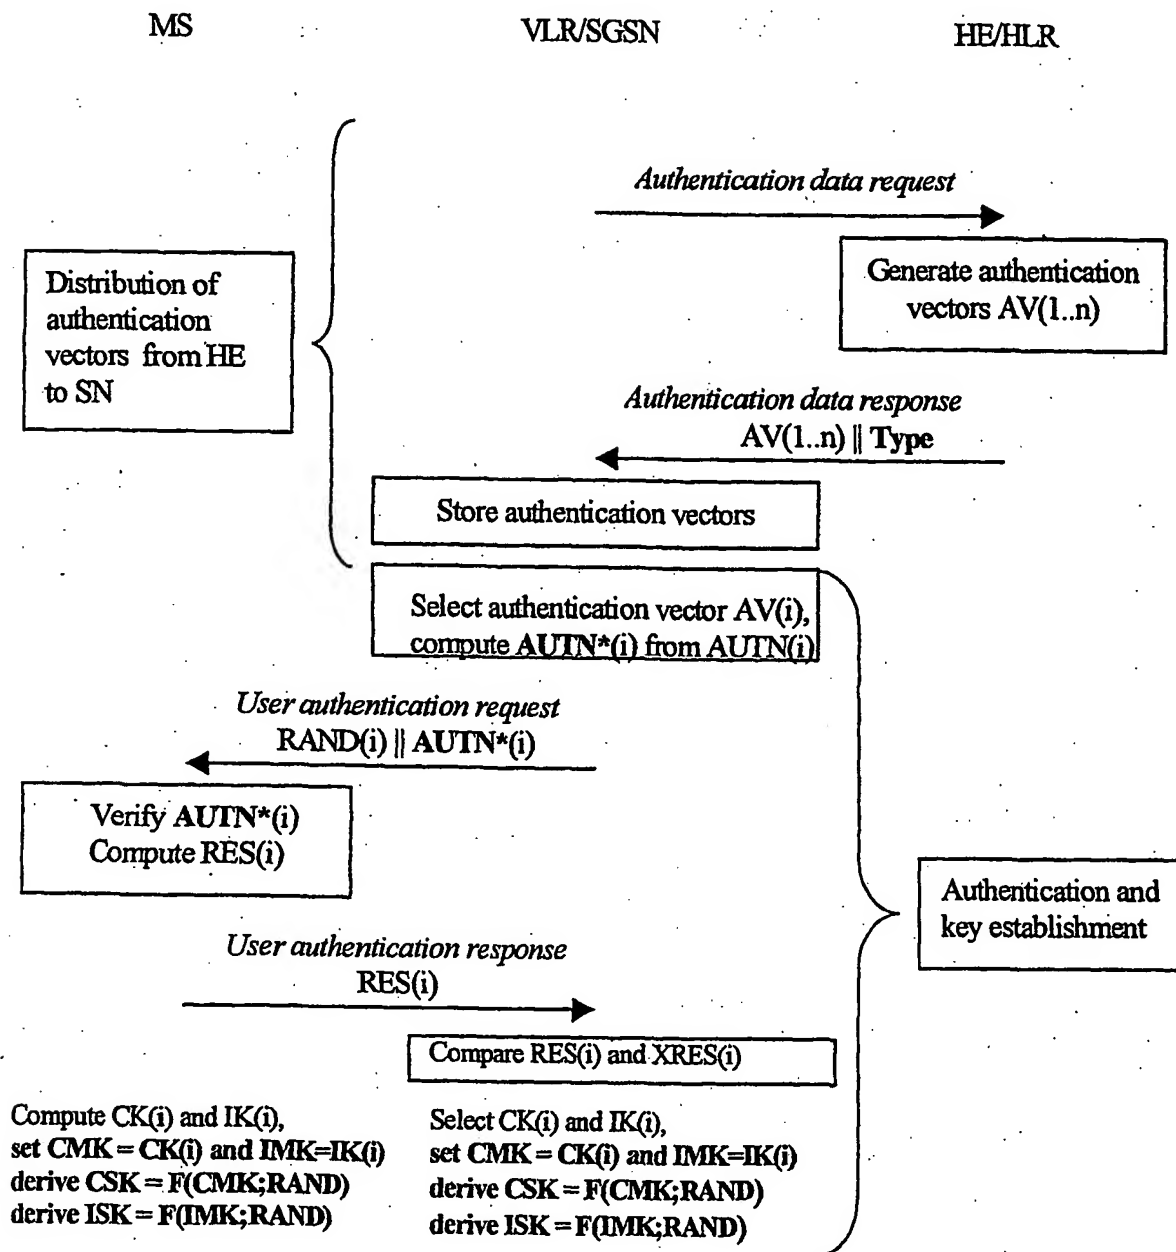 MS
VLR/SGSN
HE/HLR
Authentication data request
Generate authentication
vectors AV(1..n)
Distribution of
authentication
vectors from HE
to SN
Authentication data response
AV(1..n) || Type
Store authentication vectors
Select authentication vector AV(i),
compute AUTN*(i) from AUTN(i)
User authentication request
RAND(i) || AUTN*(i)
Verify AUTN*(i)
Compute RES(i)
Authentication and
key establishment
User authentication response
RES(i)
Compare RES(i) and XRES(i)
Compute CK(i) and IK(i),
set CMK = CK(i) and IMK=IK(i)
derive CSK = F(CMK;RAND)
derive ISK = F(IMK;RAND)
Select CK(i) and IK(i),
set CMK = CK(i) and IMK=IK(i)
derive CSK = F(CMK;RAND)
derive ISK = F(IMK;RAND)